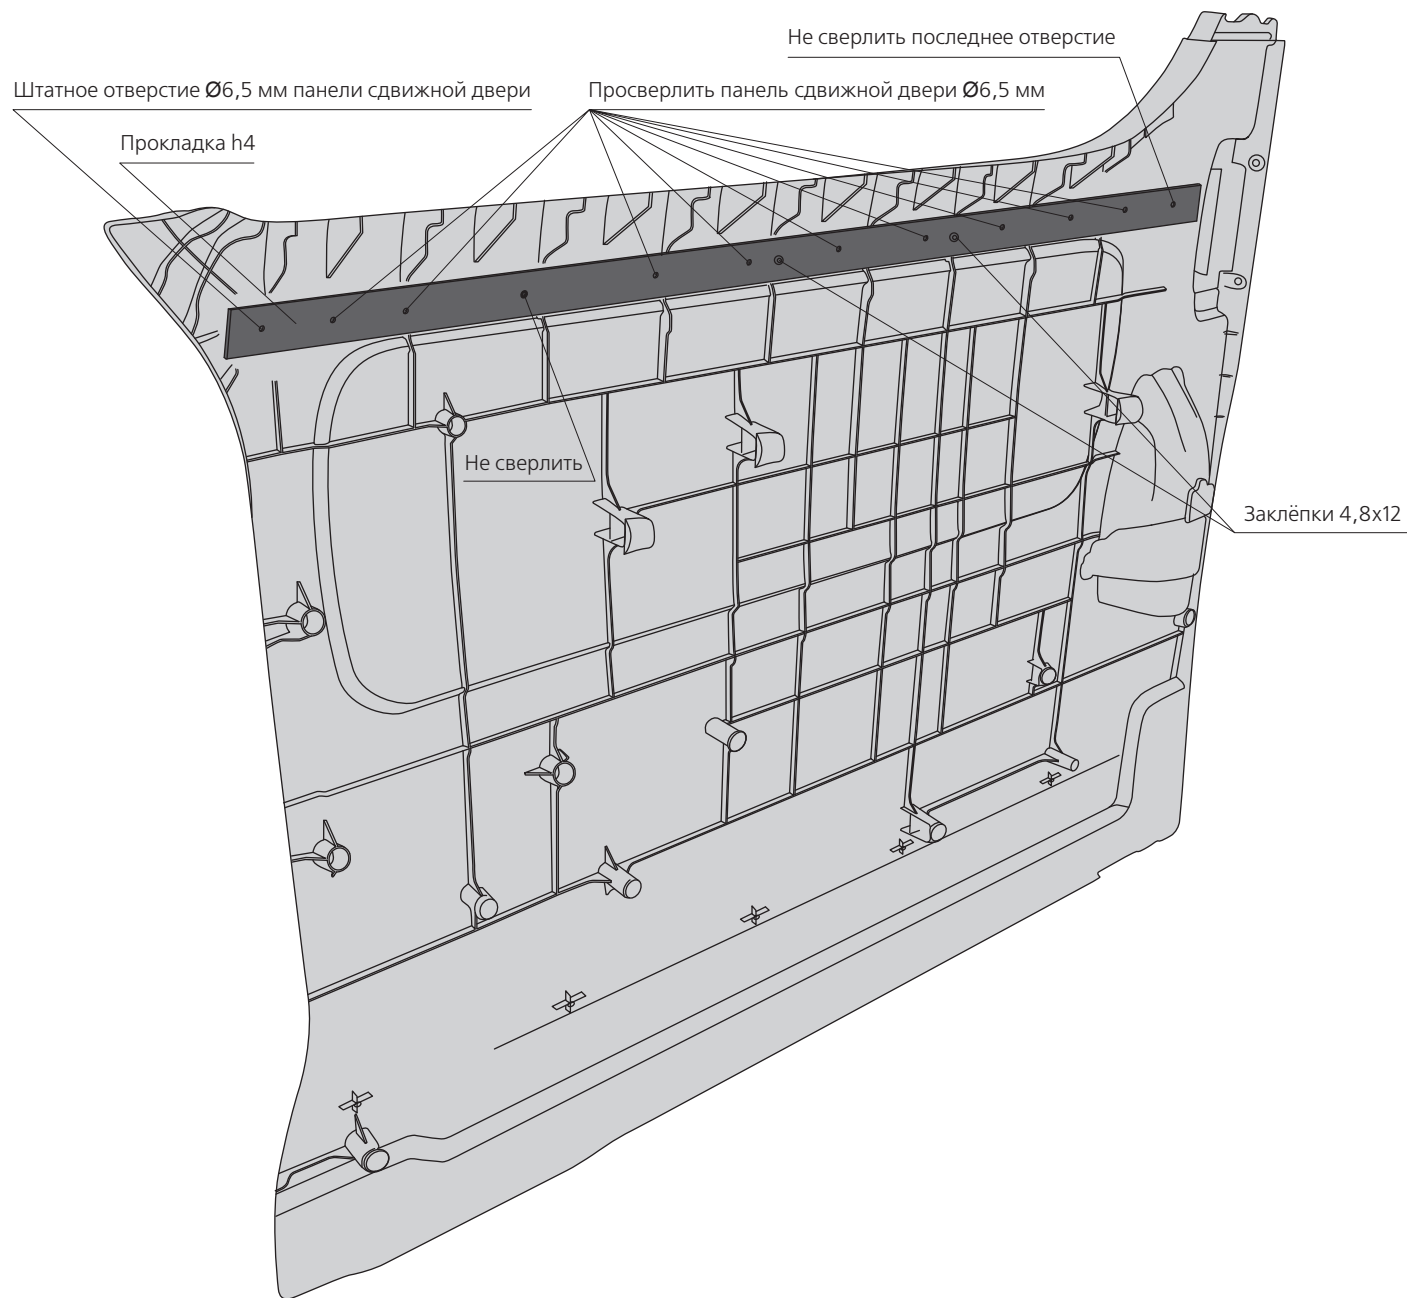 Не сверлить последнее отверстие
Штатное отверстие Ø6,5 мм панели сдвижной двери
Просверлить панель сдвижной двери Ø6,5 мм
Прокладка h4
Не сверлить
Заклёпки 4,8х12